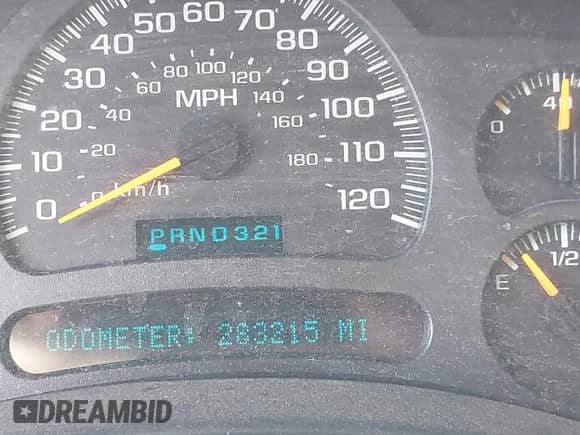 40 50 60 70 80
30 60 80 100 120 90
MPH
20 40 140 100
160
10 20 180 110
0 0 km/h 120
PRND321
ODOMETER: 283215 MI
0 40
E 1/2
DREAMBID